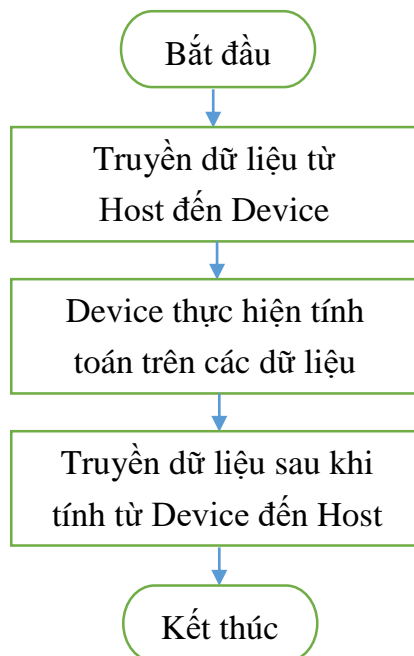 Bắt đầu
Truyền dữ liệu từ
Host đến Device
Device thực hiện tính
toán trên các dữ liệu
Truyền dữ liệu sau khi
tính từ Device đến Host
Kết thúc